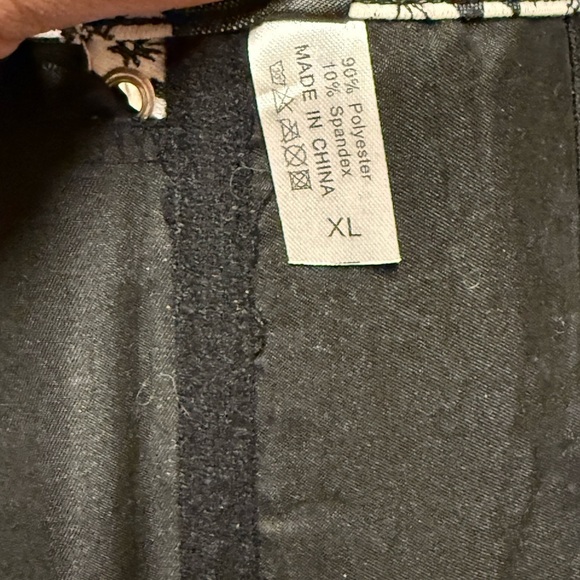 90% Polyester
10% Spandex
MADE IN CHINA
XL